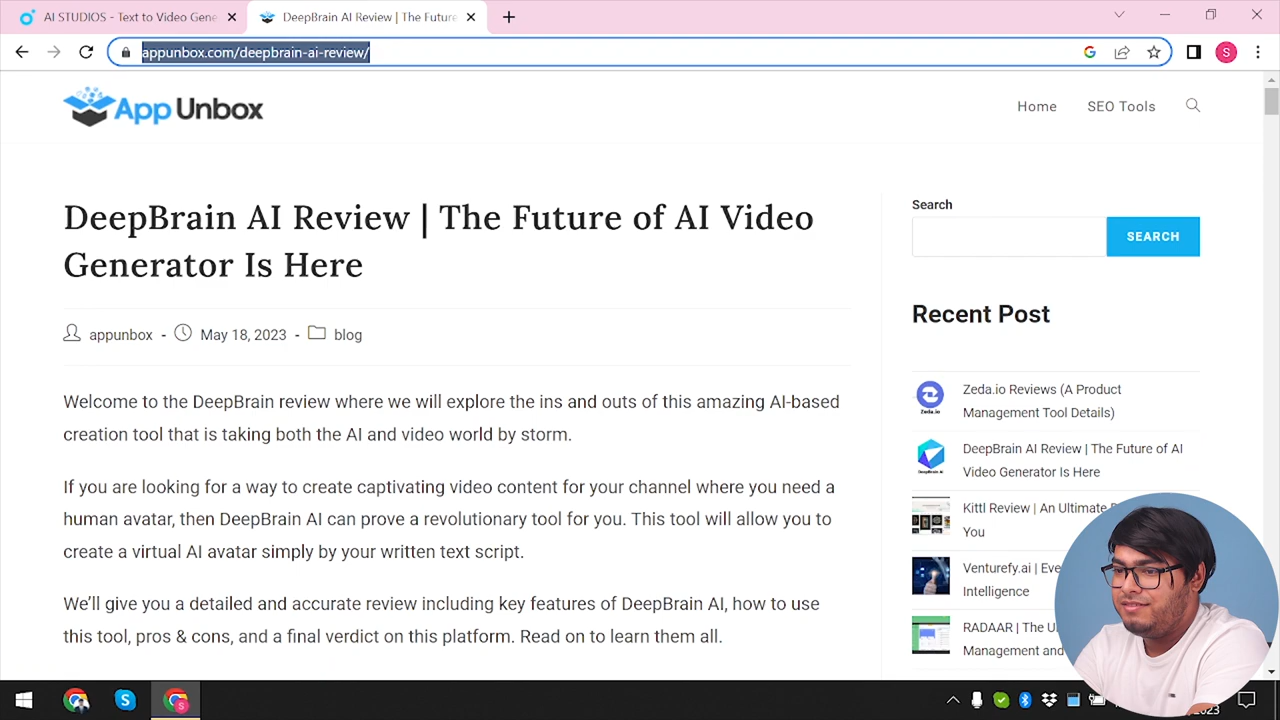 AI STUDIOS - Text to Video Gene
DeepBrain AI Review | The Future
appunbox.com/deepbrain-ai-review/
S
App Unbox
Home
SEO Tools
DeepBrain AI Review | The Future of AI Video
Generator Is Here
appunbox - May 18, 2023 - blog
Welcome to the DeepBrain review where we will explore the ins and outs of this amazing AI-based
creation tool that is taking both the AI and video world by storm.
If you are looking for a way to create captivating video content for your channel where you need a
human avatar, then DeepBrain AI can prove a revolutionary tool for you. This tool will allow you to
create a virtual AI avatar simply by your written text script.
We'll give you a detailed and accurate review including key features of DeepBrain AI, how to use
this tool, pros & cons, and a final verdict on this platform. Read on to learn them all.
Search
SEARCH
Recent Post
Zeda.io
Zeda.io Reviews (A Product
Management Tool Details)
DeepBrain AI
DeepBrain AI Review | The Future of AI
Video Generator Is Here
Kittl Review | An Ultimate
You
Venturefy.ai | Eve
Intelligence
RADAAR | The U
Management and
2023